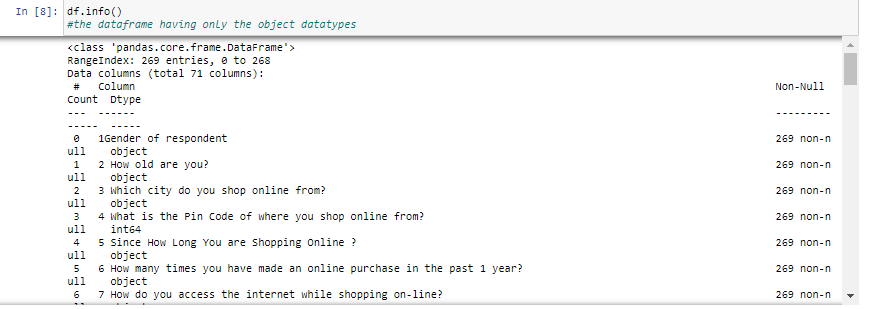 In [8]: df.info()
#the dataframe having only the object datatypes
<class 'pandas.core.frame.DataFrame'>
RangeIndex: 269 entries, 0 to 268
Data columns (total 71 columns):
 #   Column                                                                                                  Non-Null
Count  Dtype
---  ------                                                                                                  ---------
-----  -----
 0   1Gender of respondent                                                                                   269 non-n
ull    object
 1   2 How old are you?                                                                                      269 non-n
ull    object
 2   3 Which city do you shop online from?                                                                   269 non-n
ull    object
 3   4 What is the Pin Code of where you shop online from?                                                   269 non-n
ull    int64
 4   5 Since How Long You are Shopping Online ?                                                              269 non-n
ull    object
 5   6 How many times you have made an online purchase in the past 1 year?                                   269 non-n
ull    object
 6   7 How do you access the internet while shopping on-line?                                                269 non-n